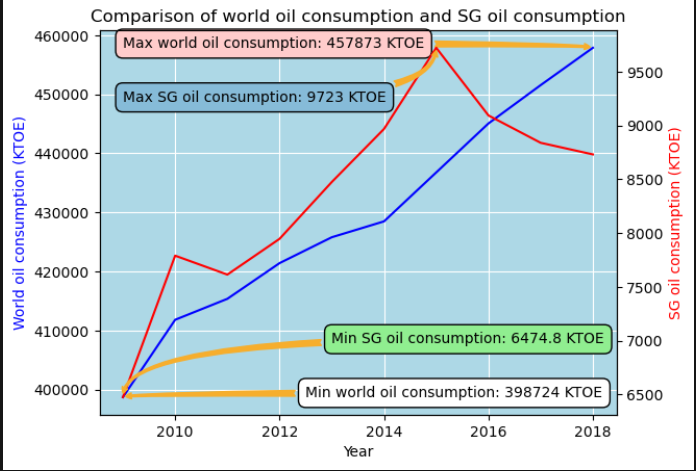 Comparison of world oil consumption and SG oil consumption
Max world oil consumption: 457873 KTOE
Max SG oil consumption: 9723 KTOE
Min SG oil consumption: 6474.8 KTOE
Min world oil consumption: 398724 KTOE
World oil consumption (KTOE)
460000
450000
440000
430000
420000
410000
400000
SG oil consumption (KTOE)
9500
9000
8500
8000
7500
7000
6500
2010 2012 2014 2016 2018
Year